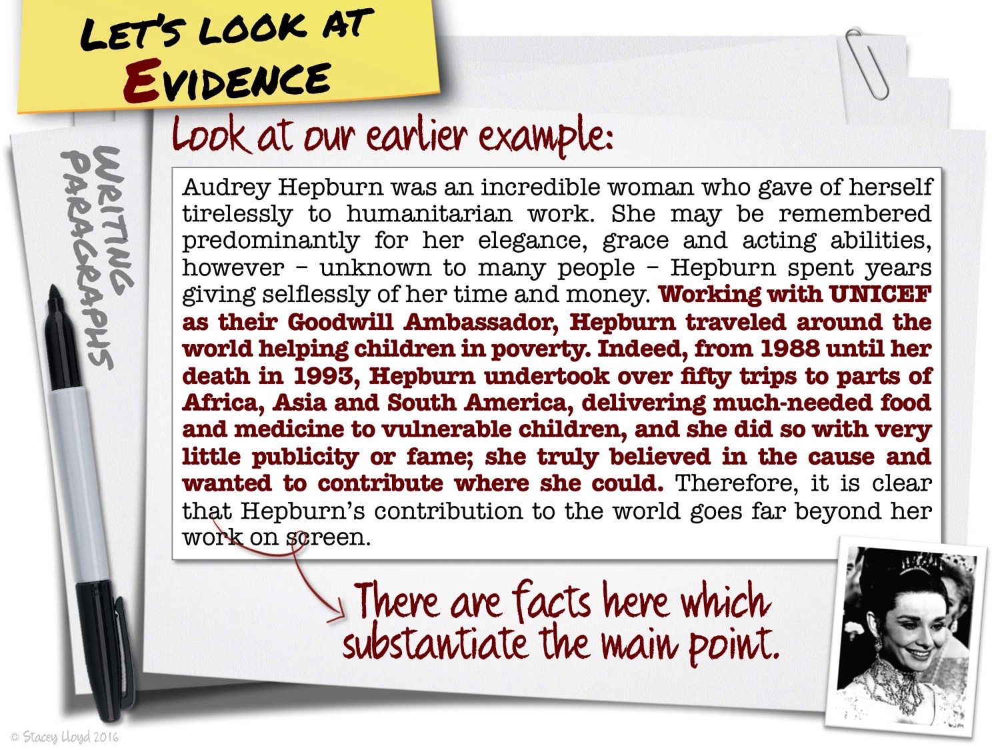 LET'S LOOK AT
EVIDENCE
WRITING
PARAGRAPHS
Look at our earlier example:
Audrey Hepburn was an incredible woman who gave of herself
tirelessly to humanitarian work. She may be remembered
predominantly for her elegance, grace and acting abilities,
however – unknown to many people – Hepburn spent years
giving selflessly of her time and money. Working with UNICEF
as their Goodwill Ambassador, Hepburn traveled around the
world helping children in poverty. Indeed, from 1988 until her
death in 1993, Hepburn undertook over fifty trips to parts of
Africa, Asia and South America, delivering much-needed food
and medicine to vulnerable children, and she did so with very
little publicity or fame; she truly believed in the cause and
wanted to contribute where she could. Therefore, it is clear
that Hepburn's contribution to the world goes far beyond her
work on screen.
There are facts here which
substantiate the main point.
© Stacey Lloyd 2016